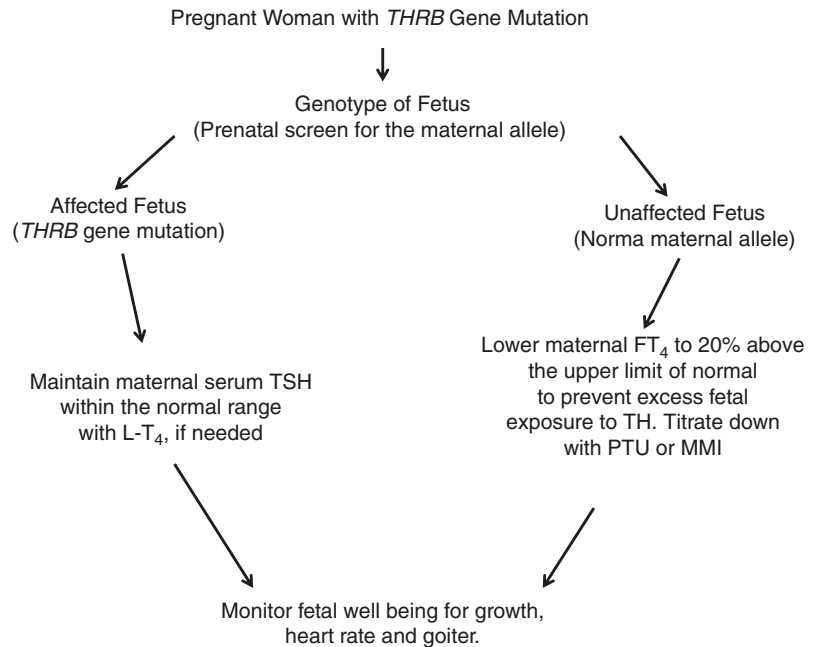 Pregnant Woman with THRB Gene Mutation
Genotype of Fetus
(Prenatal screen for the maternal allele)
Affected Fetus
(THRB gene mutation)
Unaffected Fetus
(Norma maternal allele)
Maintain maternal serum TSH
within the normal range
with L-T₄, if needed
Lower maternal FT₄ to 20% above
the upper limit of normal
to prevent excess fetal
exposure to TH. Titrate down
with PTU or MMI
Monitor fetal well being for growth,
heart rate and goiter.